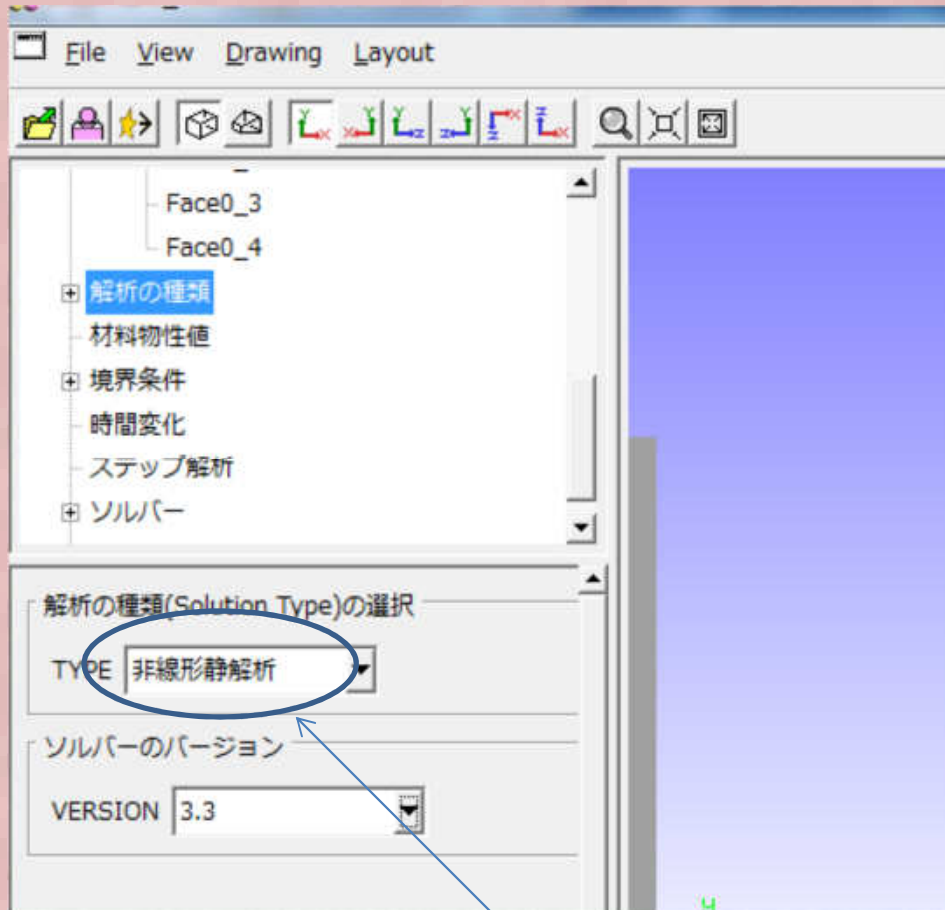 File View Drawing Layout
Face0_3
Face0_4
解析の種類
材料物性値
境界条件
時間変化
ステップ解析
ソルバー
解析の種類(Solution Type)の選択
TYPE 非線形静解析
ソルバーのバージョン
VERSION 3.3